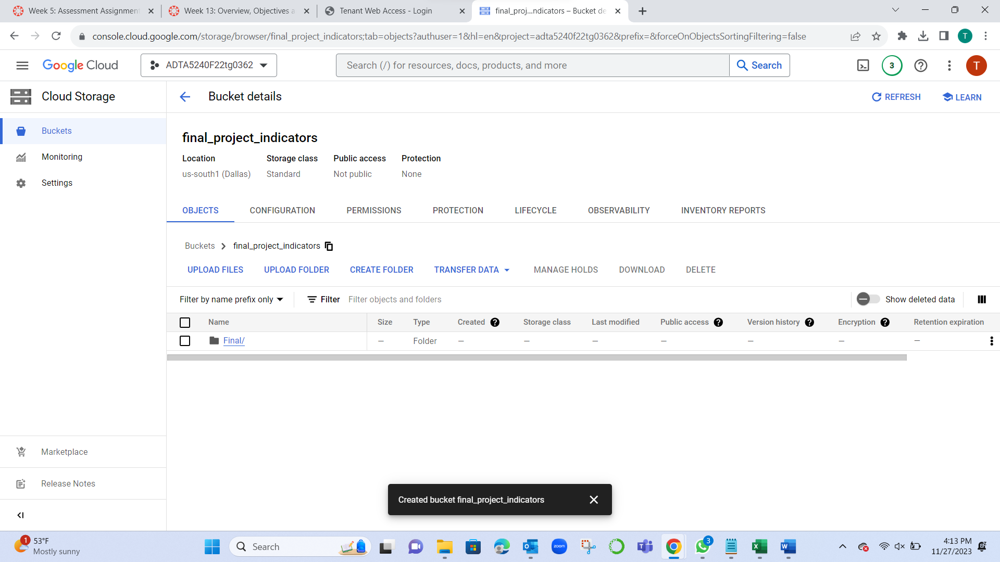 Week 5: Assessment Assignment
Week 13: Overview, Objectives a
Tenant Web Access - Login
final_proj...ndicators – Bucket de
console.cloud.google.com/storage/browser/final_project_indicators;tab=objects?authuser=1&hl=en&project=adta5240f22tg0362&prefix=&forceOnObjectsSortingFiltering=false
T
Google Cloud
ADTA5240F22tg0362
Search (/) for resources, docs, products, and more
Search
3
T
Cloud Storage
Bucket details
REFRESH
LEARN
Buckets
Monitoring
Settings
final_project_indicators
Location Storage class Public access Protection
us-south1 (Dallas) Standard Not public None
OBJECTS CONFIGURATION PERMISSIONS PROTECTION LIFECYCLE OBSERVABILITY INVENTORY REPORTS
Buckets > final_project_indicators
UPLOAD FILES UPLOAD FOLDER CREATE FOLDER TRANSFER DATA MANAGE HOLDS DOWNLOAD DELETE
Filter by name prefix only Filter Filter objects and folders Show deleted data
Name Size Type Created Storage class Last modified Public access Version history Encryption Retention expiration
Final/ — Folder — — — — — — —
Marketplace
Release Notes
Created bucket final_project_indicators
1
53°F
Mostly sunny
Search
zoom
3
4:13 PM
11/27/2023